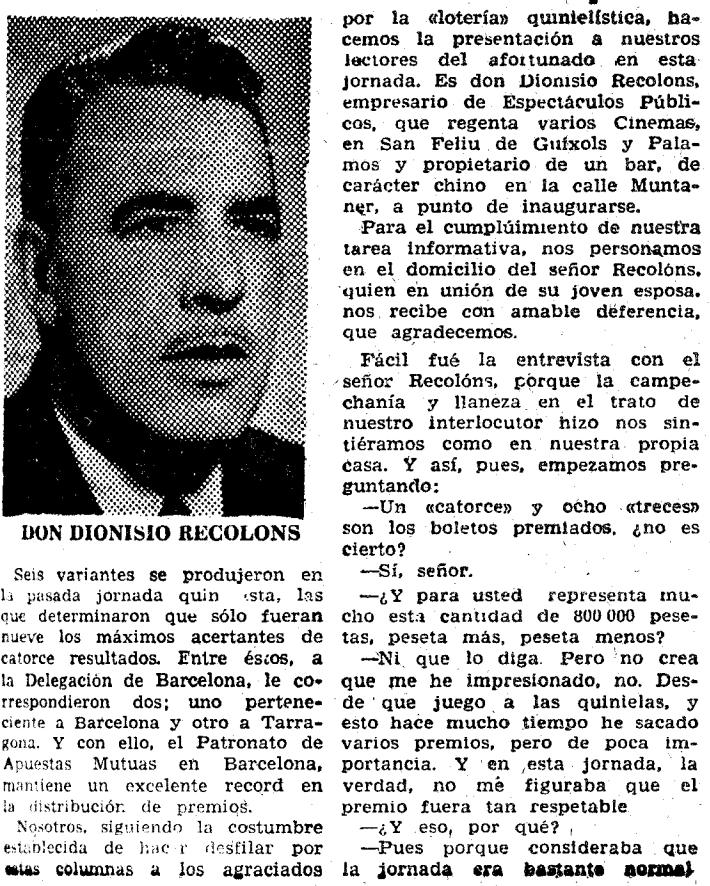 DON DIONISIO RECOLONS
Seis variantes se produjeron en
la pasada jornada quin ista, las
que determinaron que sólo fueran
nueve los máximos acertantes de
catorce resultados. Entre éstos, a
la Delegación de Barcelona, le co-
rrespondieron dos; uno pertene-
ciente a Barcelona y otro a Tarra-
gona. Y con ello, el Patronato de
Apuestas Mutuas en Barcelona,
mantiene un excelente record en
la distribución de premios.
Nosotros, siguiendo la costumbre
establecida de hacer desfilar por
estas columnas a los agraciados
por la «lotería» quinielística, ha-
cemos la presentación a nuestros
lectores del afortunado en esta
jornada. Es don Dionisio Recolons,
empresario de Espectáculos Públi-
cos, que regenta varios Cinemas,
en San Feliu de Guíxols y Pala-
mos y propietario de un bar, de
carácter chino en la calle Munta-
ner, a punto de inaugurarse.
Para el cumplúimiento de nuestra
tarea informativa, nos personamos
en el domicilio del señor Recolóns,
quien en unión de su joven esposa,
nos recibe con amable deferencia,
que agradecemos.
Fácil fué la entrevista con el
señor Recolóns, porque la campe-
chanía y llaneza en el trato de
nuestro interlocutor hizo nos sin-
tiéramos como en nuestra propia
casa. Y así, pues, empezamos pre-
guntando:
—Un «catorce» y ocho «treces»
son los boletos premiados, ¿no es
cierto?
—Sí, señor.
—¿Y para usted representa mu-
cho esta cantidad de 800 000 pese-
tas, peseta más, peseta menos?
—Ni que lo diga. Pero no crea
que me he impresionado, no. Des-
de que juego a las quinielas, y
esto hace mucho tiempo he sacado
varios premios, pero de poca im-
portancia. Y en esta jornada, la
verdad, no me figuraba que el
premio fuera tan respetable
—¿Y eso, por qué?
—Pues porque consideraba que
la jornada era bastante normal